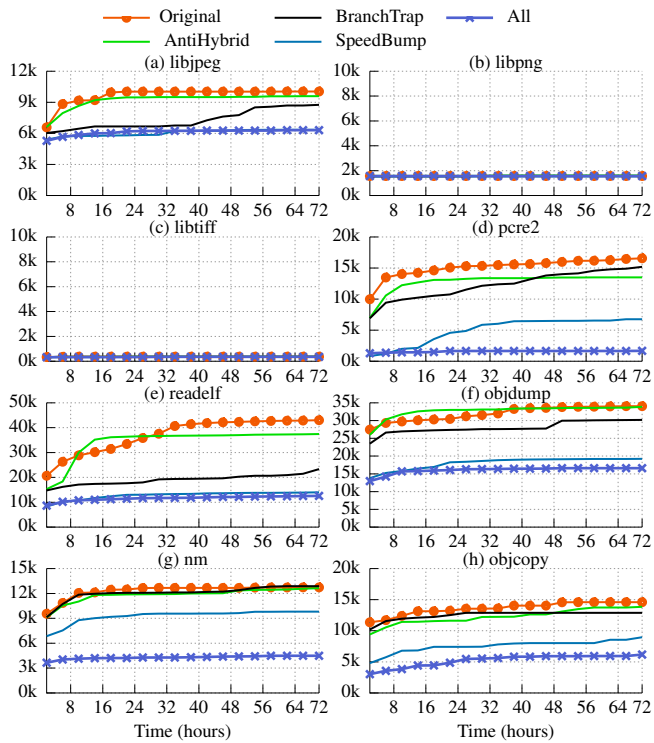 Original BranchTrap All
AntiHybrid SpeedBump
(a) libjpeg (b) libpng
12k
9k
6k
3k
0k
8 16 24 32 40 48 56 64 72
10k
8k
6k
4k
2k
0k
8 16 24 32 40 48 56 64 72
(c) libtiff (d) pcre2
10k
8k
6k
4k
2k
0k
8 16 24 32 40 48 56 64 72
20k
15k
10k
5k
0k
8 16 24 32 40 48 56 64 72
(e) readelf (f) objdump
50k
40k
30k
20k
10k
0k
8 16 24 32 40 48 56 64 72
35k
30k
25k
20k
15k
10k
5k
0k
8 16 24 32 40 48 56 64 72
(g) nm (h) objcopy
15k
12k
9k
6k
3k
0k
8 16 24 32 40 48 56 64 72
20k
15k
10k
5k
0k
8 16 24 32 40 48 56 64 72
Time (hours) Time (hours)